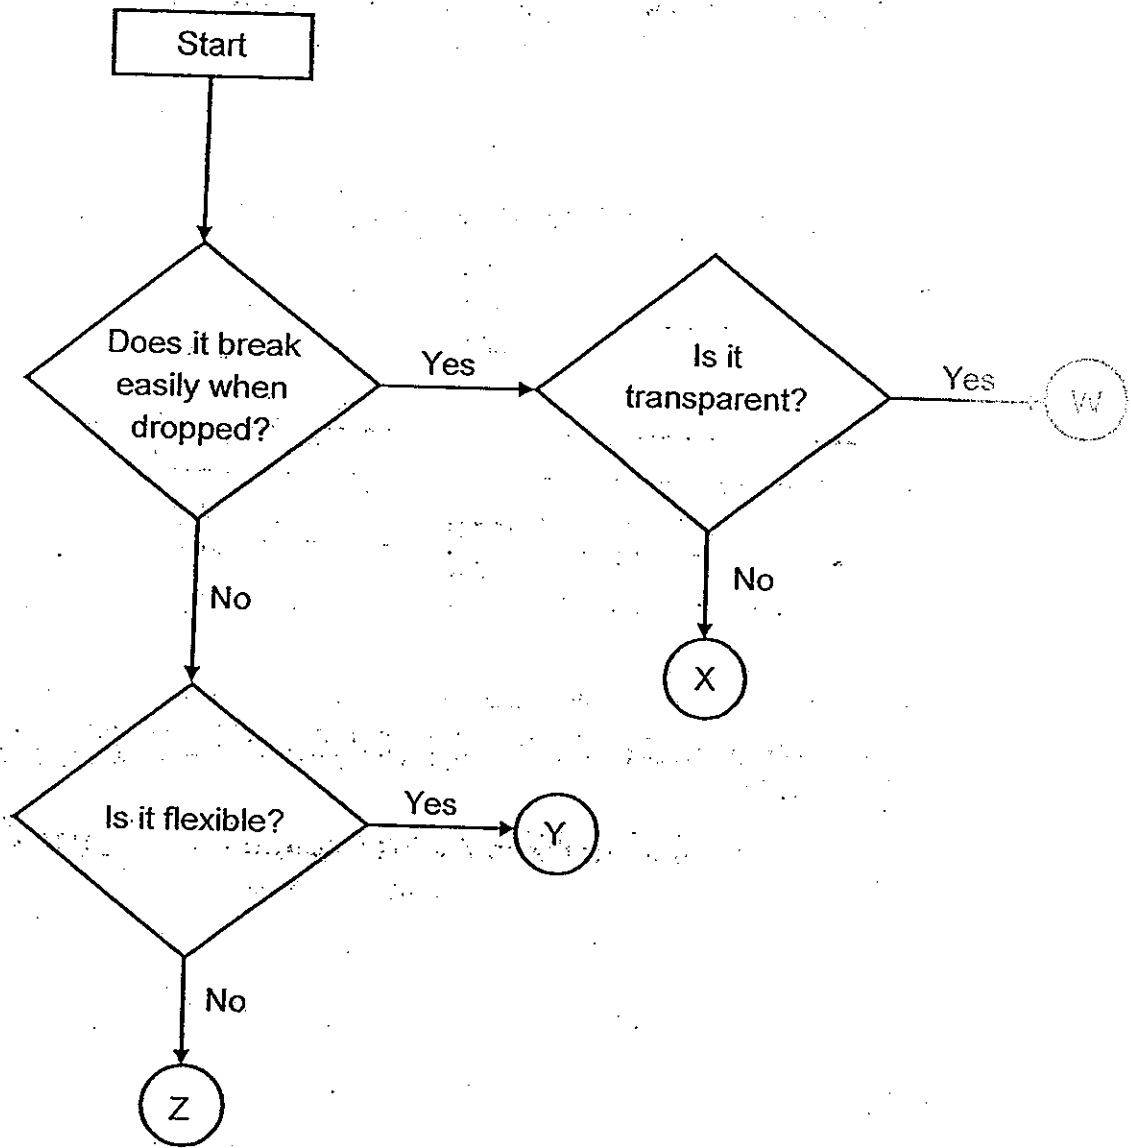 Start
Does it break
easily when
dropped?
Yes
Is it
transparent?
Yes
W
No
No
X
Is it flexible?
Yes
Y
No
Z